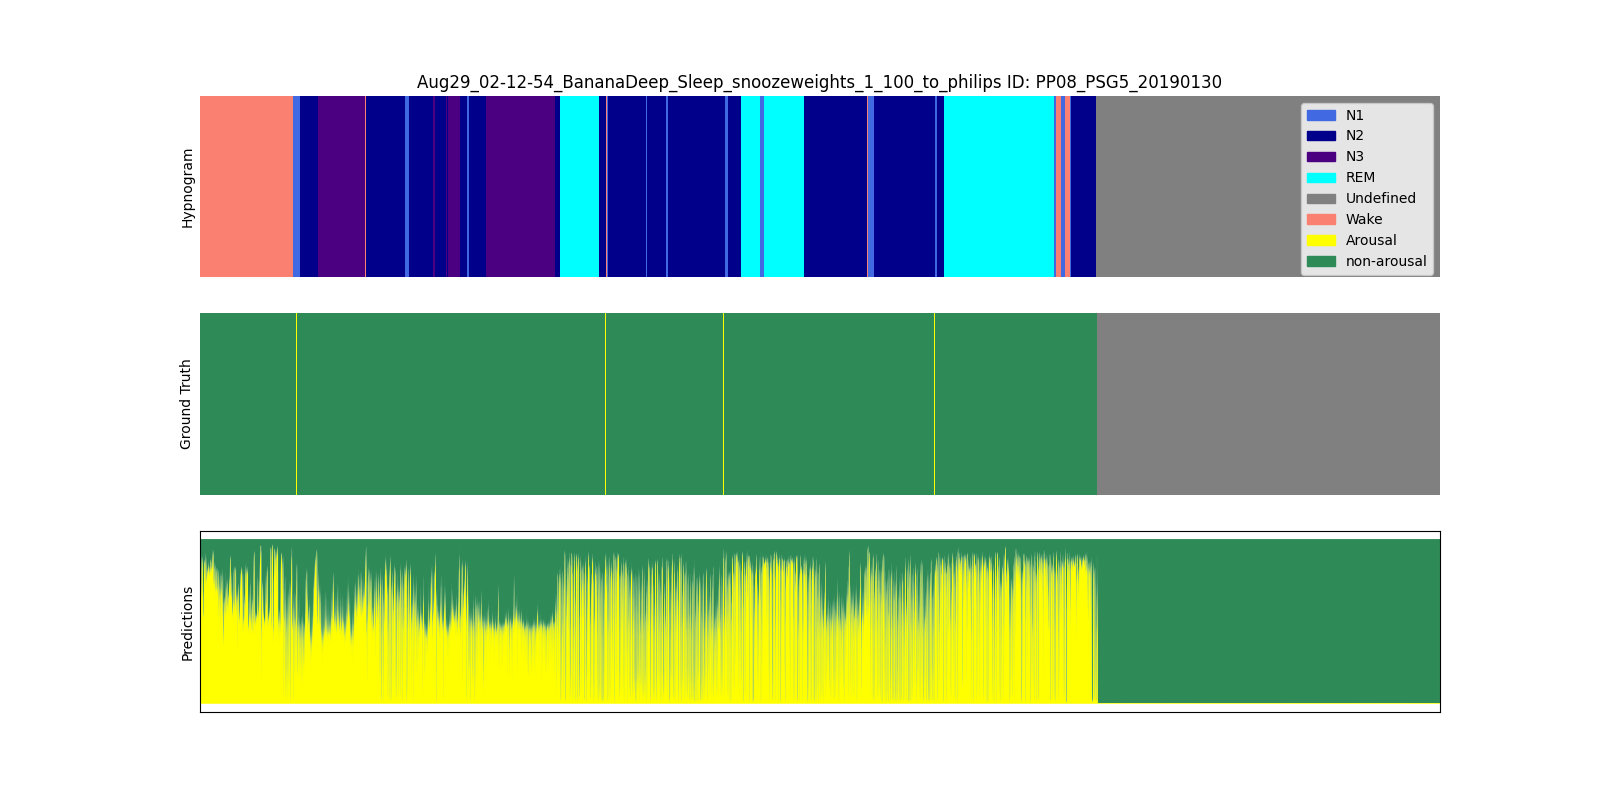 Aug29_02-12-54_BananaDeep_Sleep_snoozeweights_1_100_to_philips ID: PP08_PSG5_20190130
Hypnogram
N1
N2
N3
REM
Undefined
Wake
Arousal
non-arousal
Ground Truth
Predictions